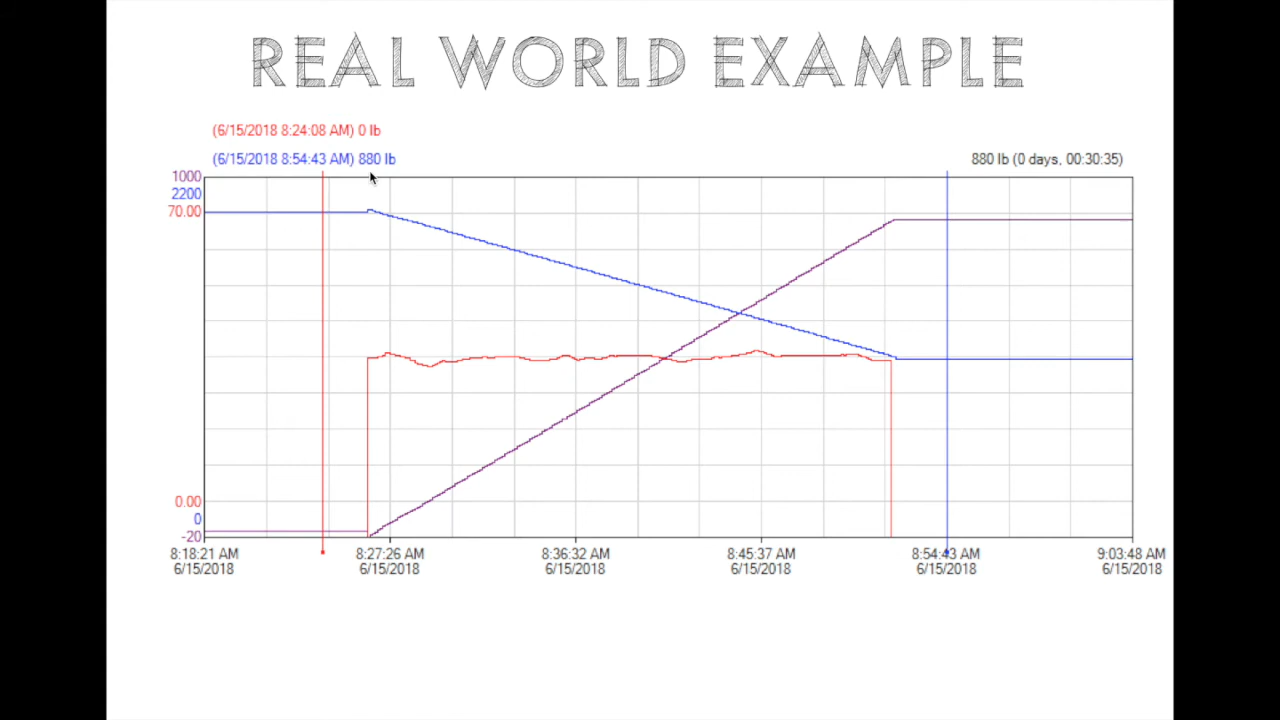 REAL WORLD EXAMPLE
(6/15/2018 8:24:08 AM) 0 lb
(6/15/2018 8:54:43 AM) 880 lb
880 lb (0 days, 00:30:35)
1000
2200
70.00
0.00
0
-20
8:18:21 AM 8:27:26 AM 8:36:32 AM 8:45:37 AM 8:54:43 AM 9:03:48 AM
6/15/2018 6/15/2018 6/15/2018 6/15/2018 6/15/2018 6/15/2018